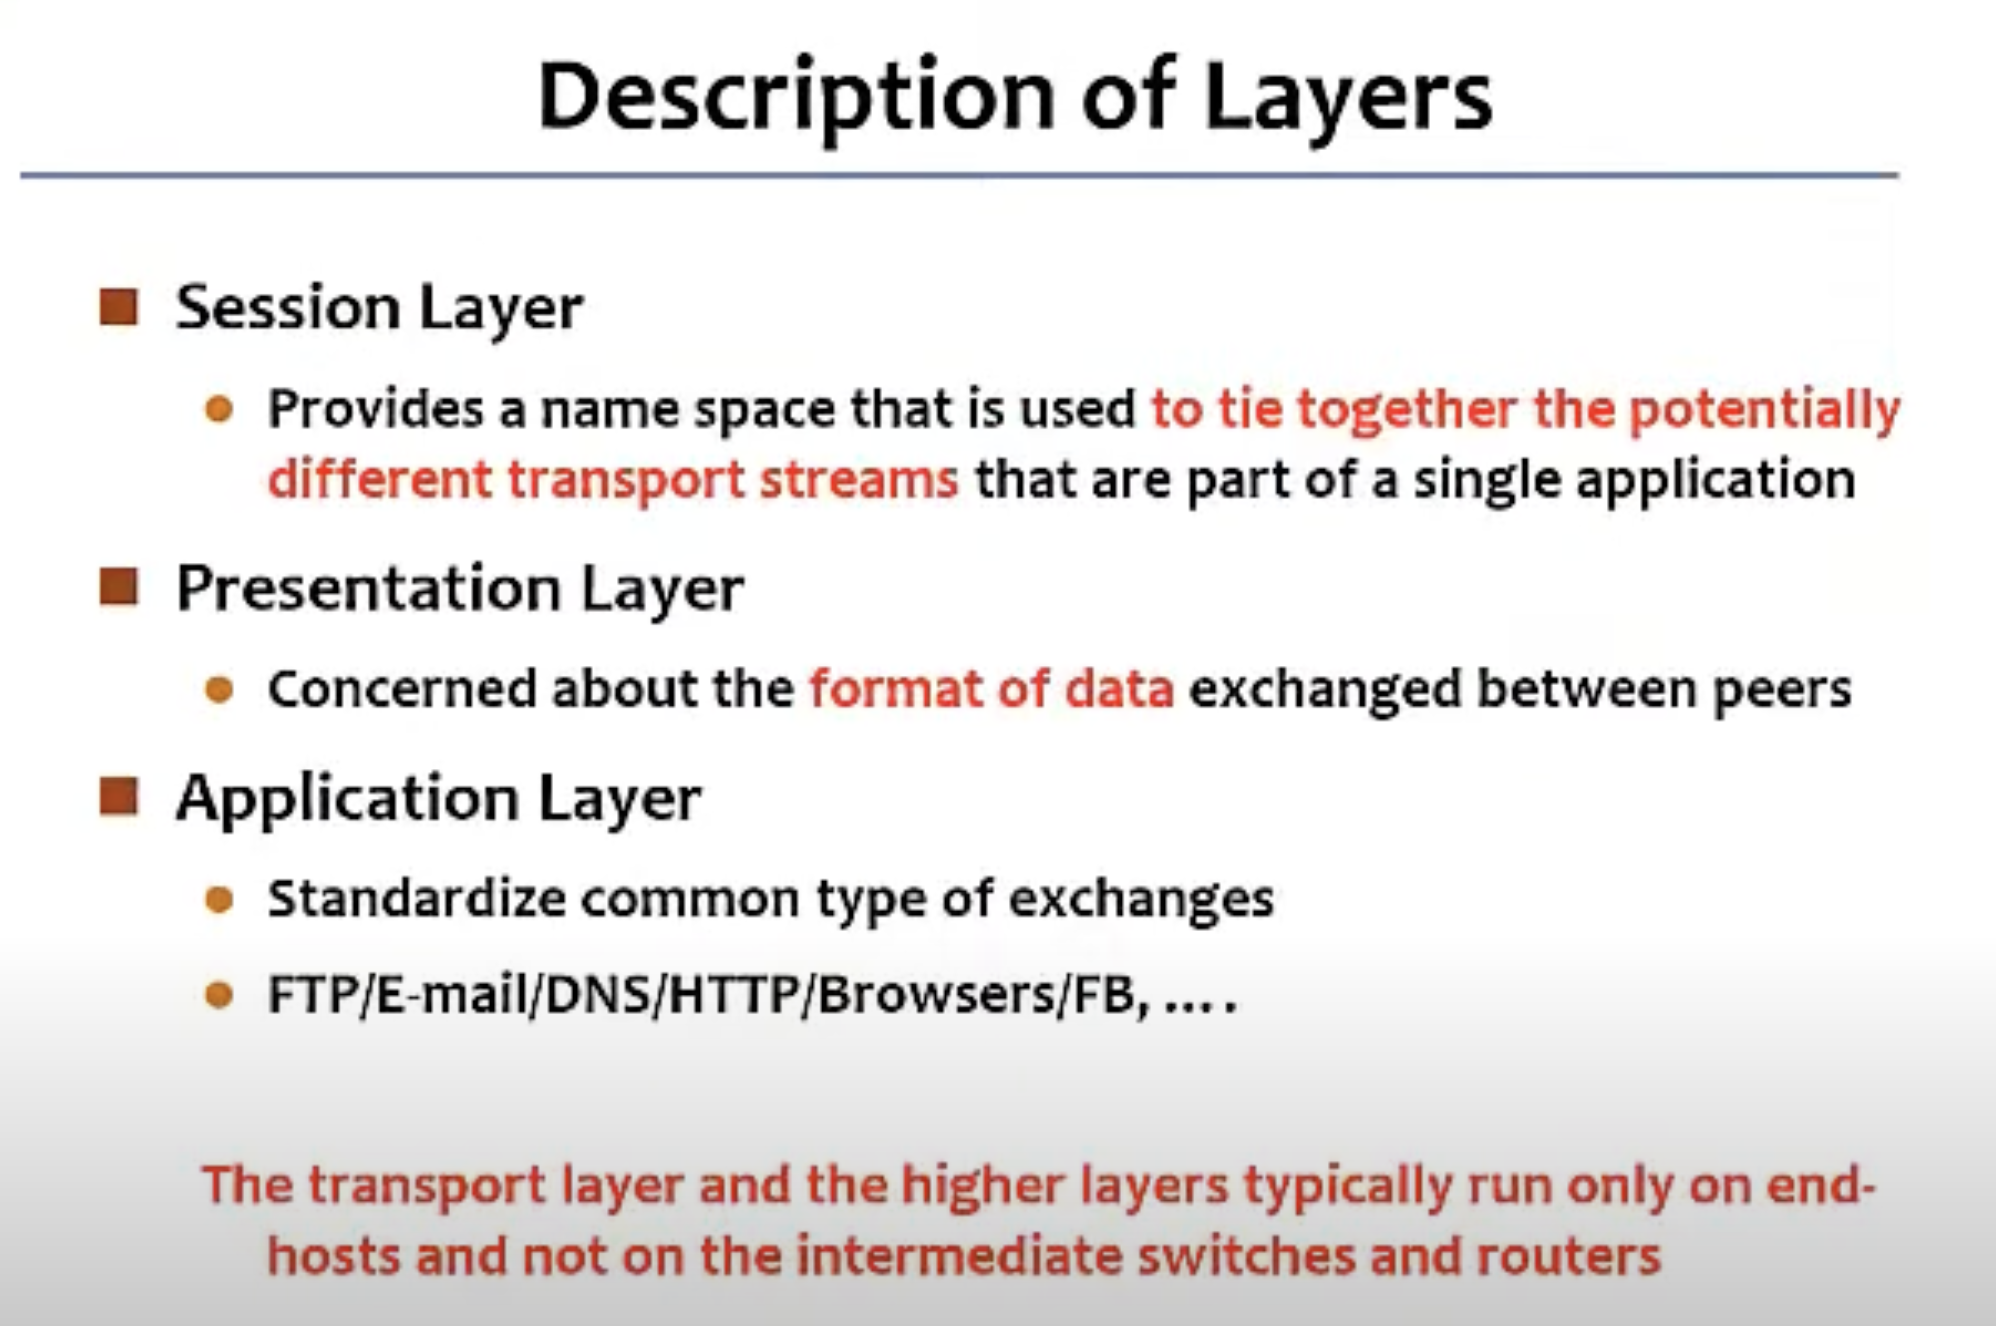 Description of Layers
Session Layer
Provides a name space that is used to tie together the potentially
different transport streams that are part of a single application
Presentation Layer
Concerned about the format of data exchanged between peers
Application Layer
Standardize common type of exchanges
FTP/E-mail/DNS/HTTP/Browsers/FB, ....
The transport layer and the higher layers typically run only on end-
hosts and not on the intermediate switches and routers